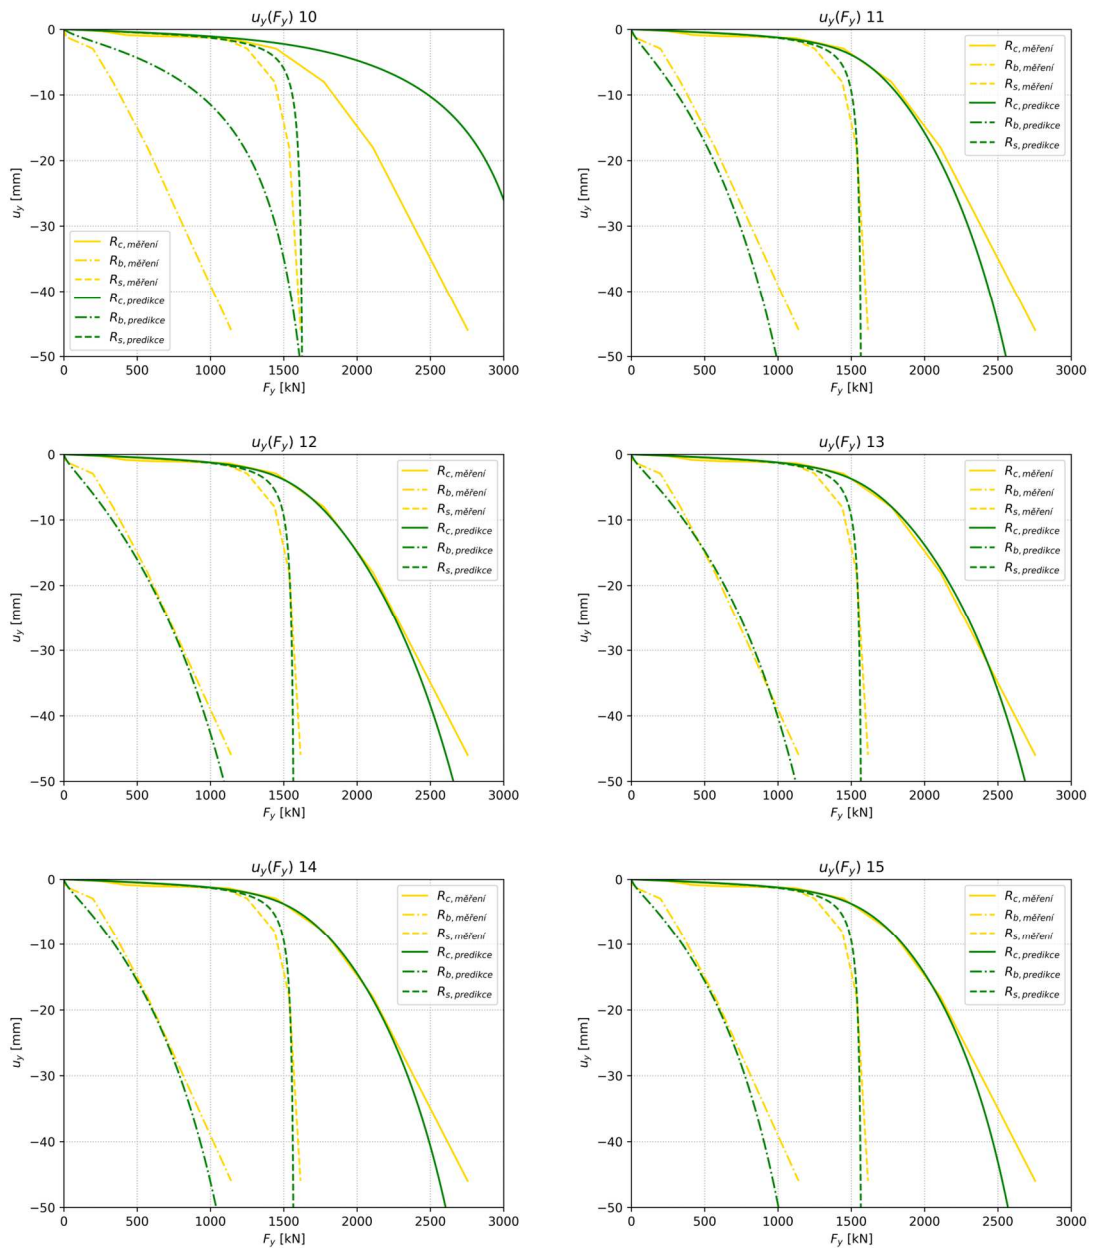 u_y(F_y) 10
0
−10
−20
−30
−40
−50
u_y [mm]
R_c,měření
R_b,měření
R_s,měření
R_c,predikce
R_b,predikce
R_s,predikce
0 500 1000 1500 2000 2500 3000
F_y [kN]
u_y(F_y) 11
0
−10
−20
−30
−40
−50
u_y [mm]
R_c,měření
R_b,měření
R_s,měření
R_c,predikce
R_b,predikce
R_s,predikce
0 500 1000 1500 2000 2500 3000
F_y [kN]
u_y(F_y) 12
0
−10
−20
−30
−40
−50
u_y [mm]
R_c,měření
R_b,měření
R_s,měření
R_c,predikce
R_b,predikce
R_s,predikce
0 500 1000 1500 2000 2500 3000
F_y [kN]
u_y(F_y) 13
0
−10
−20
−30
−40
−50
u_y [mm]
R_c,měření
R_b,měření
R_s,měření
R_c,predikce
R_b,predikce
R_s,predikce
0 500 1000 1500 2000 2500 3000
F_y [kN]
u_y(F_y) 14
0
−10
−20
−30
−40
−50
u_y [mm]
R_c,měření
R_b,měření
R_s,měření
R_c,predikce
R_b,predikce
R_s,predikce
0 500 1000 1500 2000 2500 3000
F_y [kN]
u_y(F_y) 15
0
−10
−20
−30
−40
−50
u_y [mm]
R_c,měření
R_b,měření
R_s,měření
R_c,predikce
R_b,predikce
R_s,predikce
0 500 1000 1500 2000 2500 3000
F_y [kN]